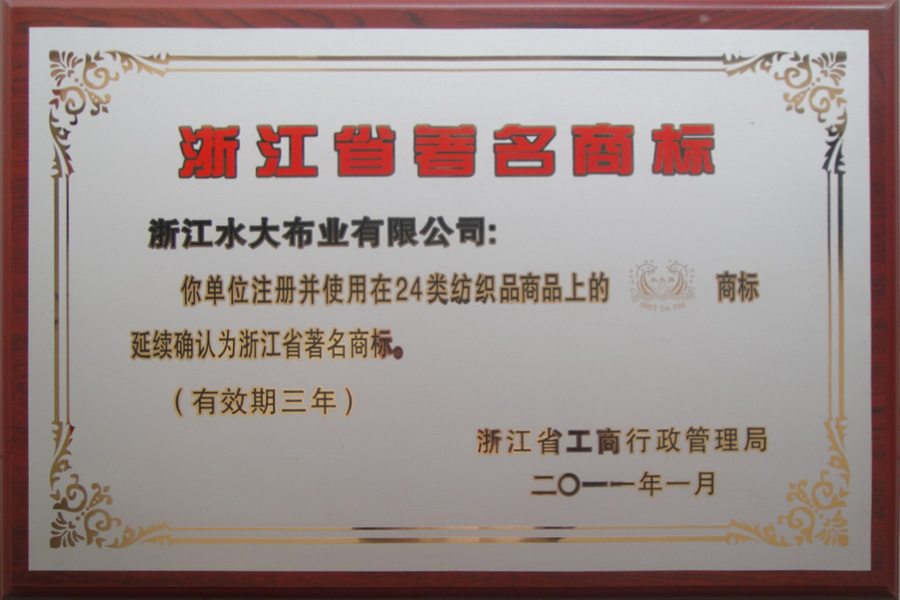 浙江省著名商标
浙江水大布业有限公司:
你单位注册并使用在24类纺织品商品上的 商标
延续确认为浙江省著名商标。
(有效期三年)
浙江省工商行政管理局
二〇一一年一月